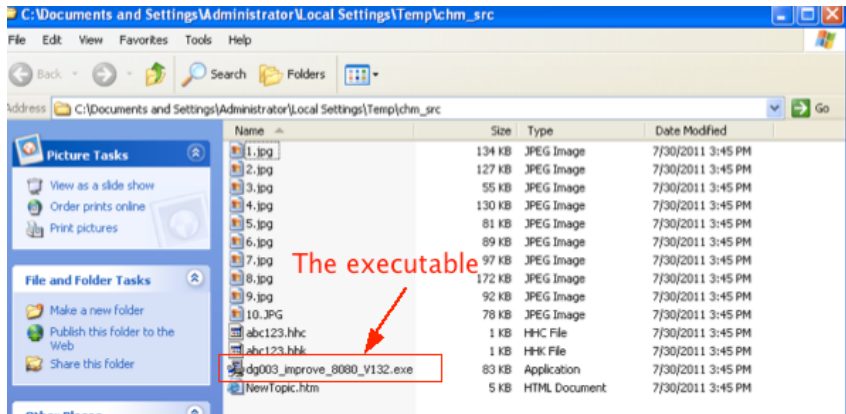 C:\Documents and Settings\Administrator\Local Settings\Temp\chm_src
File Edit View Favorites Tools Help
Back Search Folders
Address C:\Documents and Settings\Administrator\Local Settings\Temp\chm_src Go
Name Size Type Date Modified
Picture Tasks
View as a slide show
Order prints online
Print pictures
File and Folder Tasks
Make a new folder
Publish this folder to the
Web
Share this folder
Other Places
1.jpg 134 KB JPEG Image 7/30/2011 3:45 PM
2.jpg 127 KB JPEG Image 7/30/2011 3:45 PM
3.jpg 55 KB JPEG Image 7/30/2011 3:45 PM
4.jpg 130 KB JPEG Image 7/30/2011 3:45 PM
5.jpg 81 KB JPEG Image 7/30/2011 3:45 PM
6.jpg 89 KB JPEG Image 7/30/2011 3:45 PM
7.jpg 97 KB JPEG Image 7/30/2011 3:45 PM
8.jpg 172 KB JPEG Image 7/30/2011 3:45 PM
9.jpg 92 KB JPEG Image 7/30/2011 3:45 PM
10.JPG 78 KB JPEG Image 7/30/2011 3:45 PM
abc123.hhc 1 KB HHC File 7/30/2011 3:45 PM
abc123.hhk 1 KB HHK File 7/30/2011 3:45 PM
dg003_improve_8080_V132.exe 83 KB Application 7/30/2011 3:45 PM
NewTopic.htm 5 KB HTML Document 7/30/2011 3:45 PM
The executable